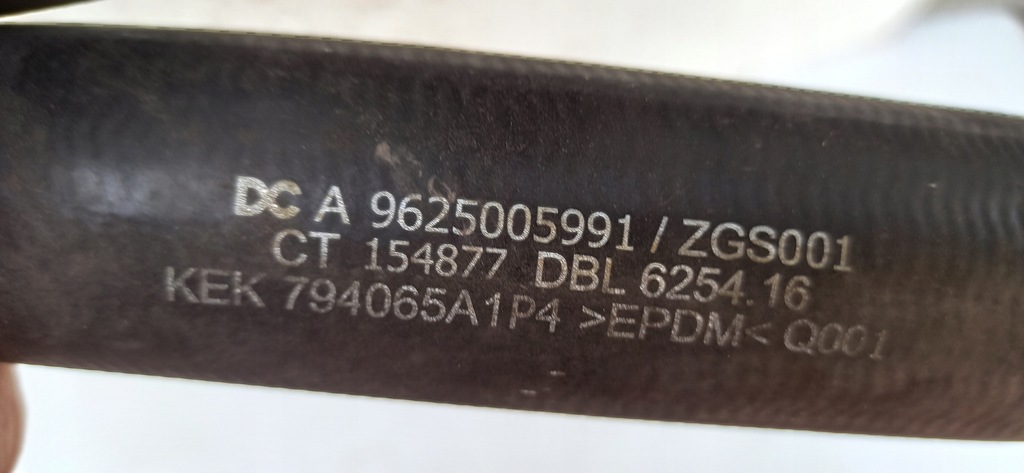 DC A 9625005991 / ZGS001
CT 154877 DBL 6254.16
KEK 794065A1P4 >EPDM< Q001